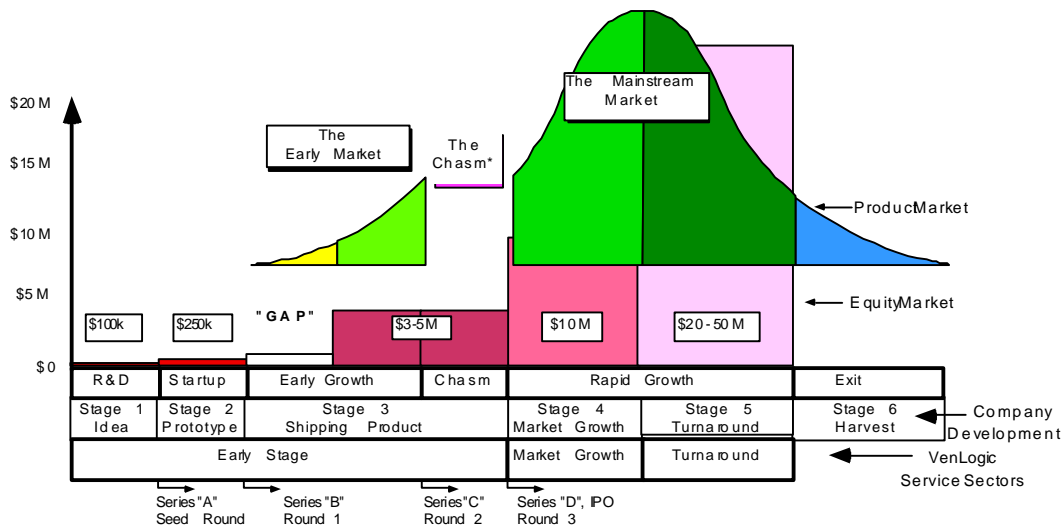 The Mainstream
Market
$20 M
The
Early Market
The
Chasm*
$15 M
ProductMarket
$10 M
$5 M
EquityMarket
"GAP"
$100k
$250k
$3-5M
$10 M
$20-50 M
$0
R&D
Startup
Early Growth
Chasm
Rapid Growth
Exit
Stage 1
Idea
Stage 2
Prototype
Stage 3
Shipping Product
Stage 4
Market Growth
Stage 5
Turnaround
Stage 6
Harvest
Company
Development
Early Stage
Market Growth
Turnaround
VenLogic
Service Sectors
Series "A"
Seed Round
Series "B"
Round 1
Series "C"
Round 2
Series "D", IPO
Round 3